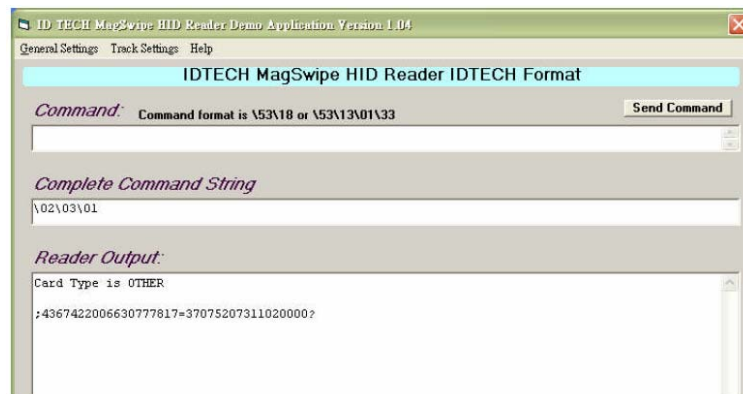 ID TECH MagSwipe HID Reader Demo Application Version 1.04
General Settings Track Settings Help
IDTECH MagSwipe HID Reader IDTECH Format
Command: Command format is \53\18 or \53\13\01\33 Send Command
Complete Command String
\02\03\01
Reader Output:
Card Type is OTHER
;4367422006630777817=37075207311020000?